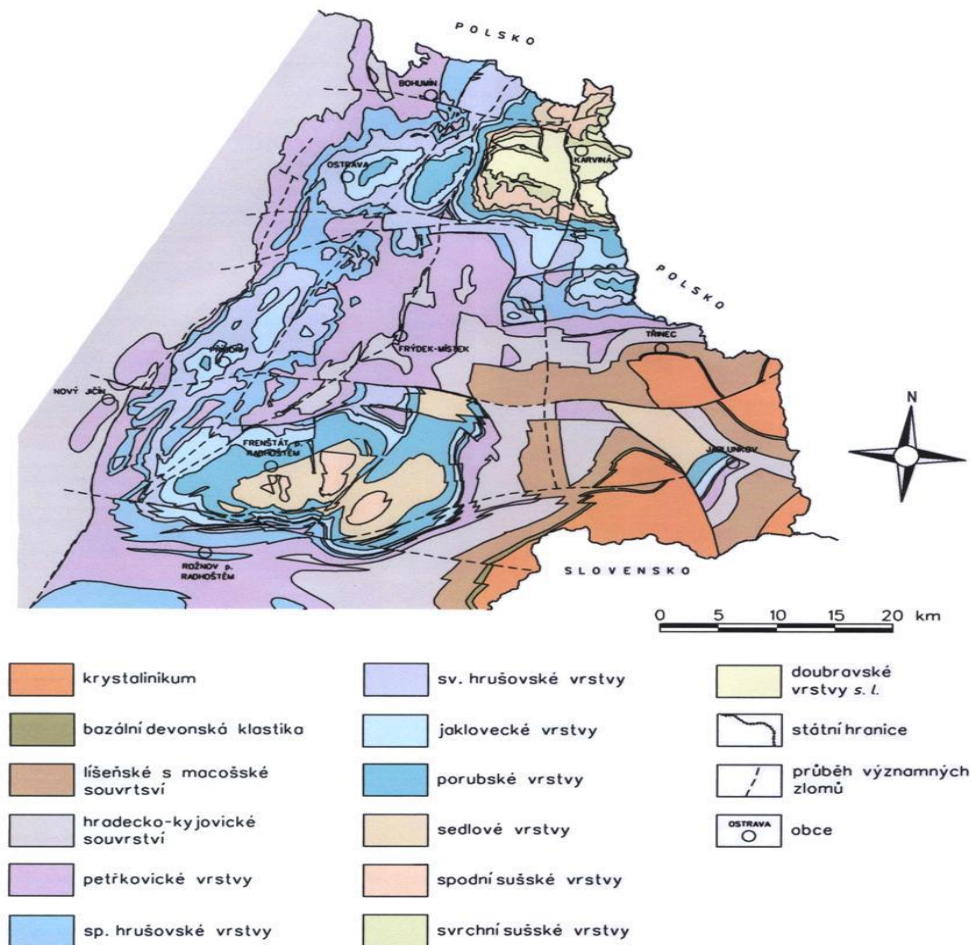 POLSKO
BOHUMÍN
OSTRAVA
KARVINÁ
POLSKO
TŘINEC
FRÝDEK-MÍSTEK
PŘÍBOR
NOVÝ JIČÍN
N
FRENŠTÁT p.
RADHOŠTĚM
JABLUNKOV
ROŽNOV p.
RADHOŠTĚM
SLOVENSKO
0 5 10 15 20 km
krystalinikum
bazální devonská klastika
líšeňské s macošské
souvrtsví
hradecko-kyjovické
souvrství
petřkovické vrstvy
sp. hrušovské vrstvy
sv. hrušovské vrstvy
jaklovecké vrstvy
porubské vrstvy
sedlové vrstvy
spodní sušské vrstvy
svrchní sušské vrstvy
doubravské
vrstvy s. l.
státní hranice
průběh významných
zlomů
OSTRAVA
obce